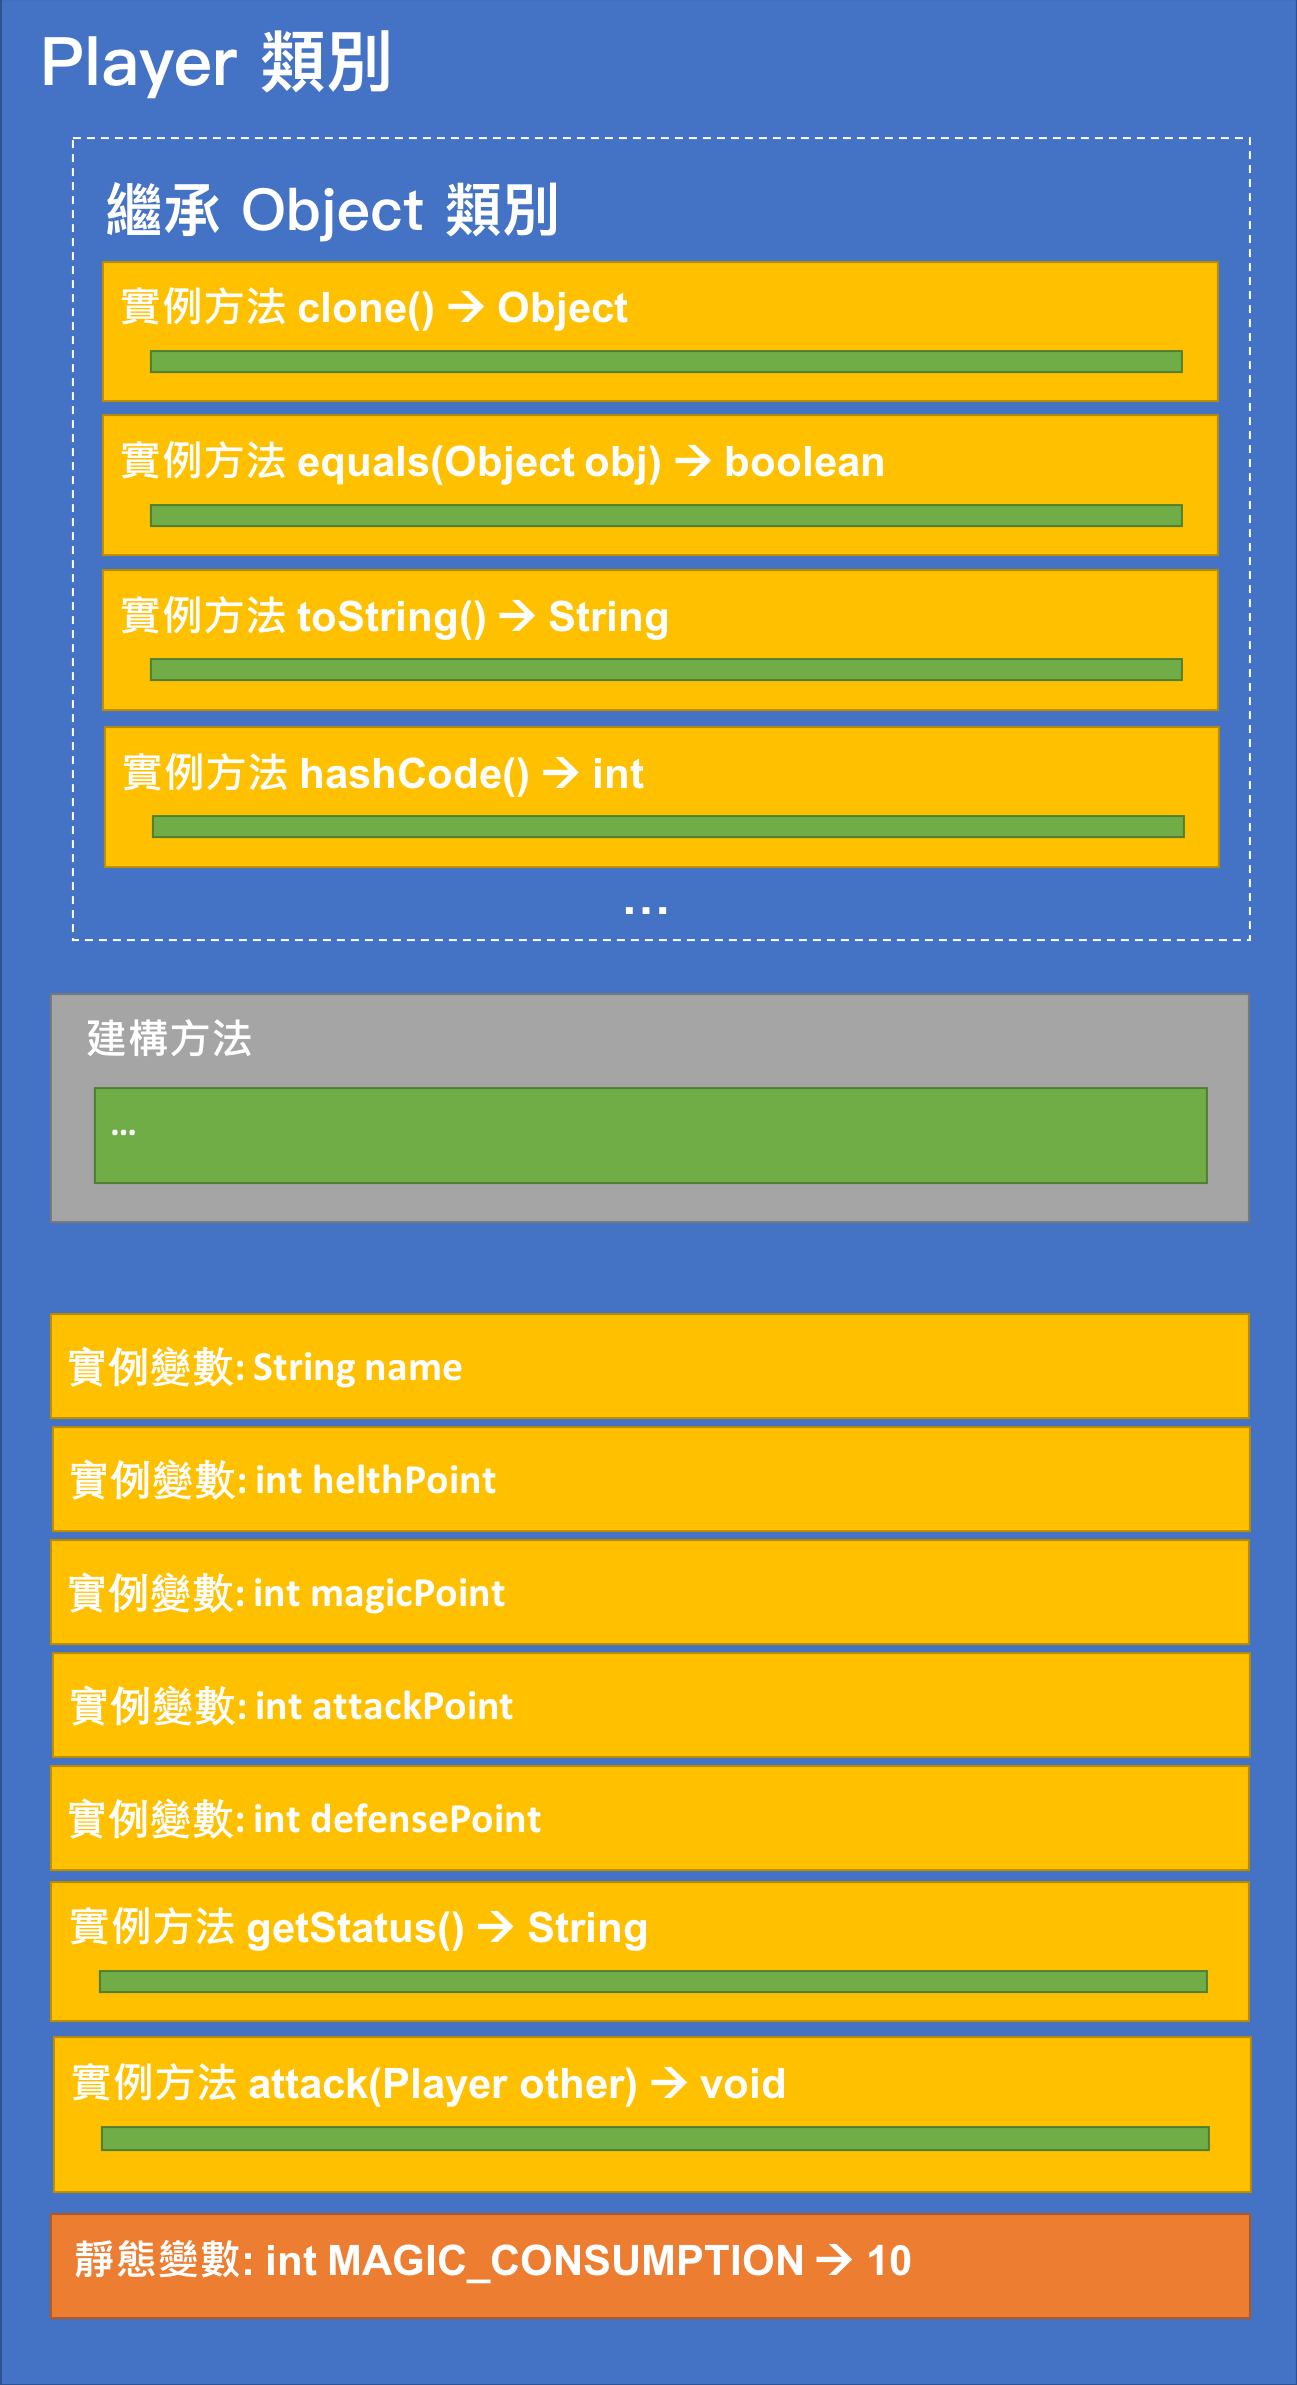 Player 類別
繼承 Object 類別
實例方法 clone() → Object
實例方法 equals(Object obj) → boolean
實例方法 toString() → String
實例方法 hashCode() → int
...
建構方法
...
實例變數: String name
實例變數: int helthPoint
實例變數: int magicPoint
實例變數: int attackPoint
實例變數: int defensePoint
實例方法 getStatus() → String
實例方法 attack(Player other) → void
靜態變數: int MAGIC_CONSUMPTION → 10